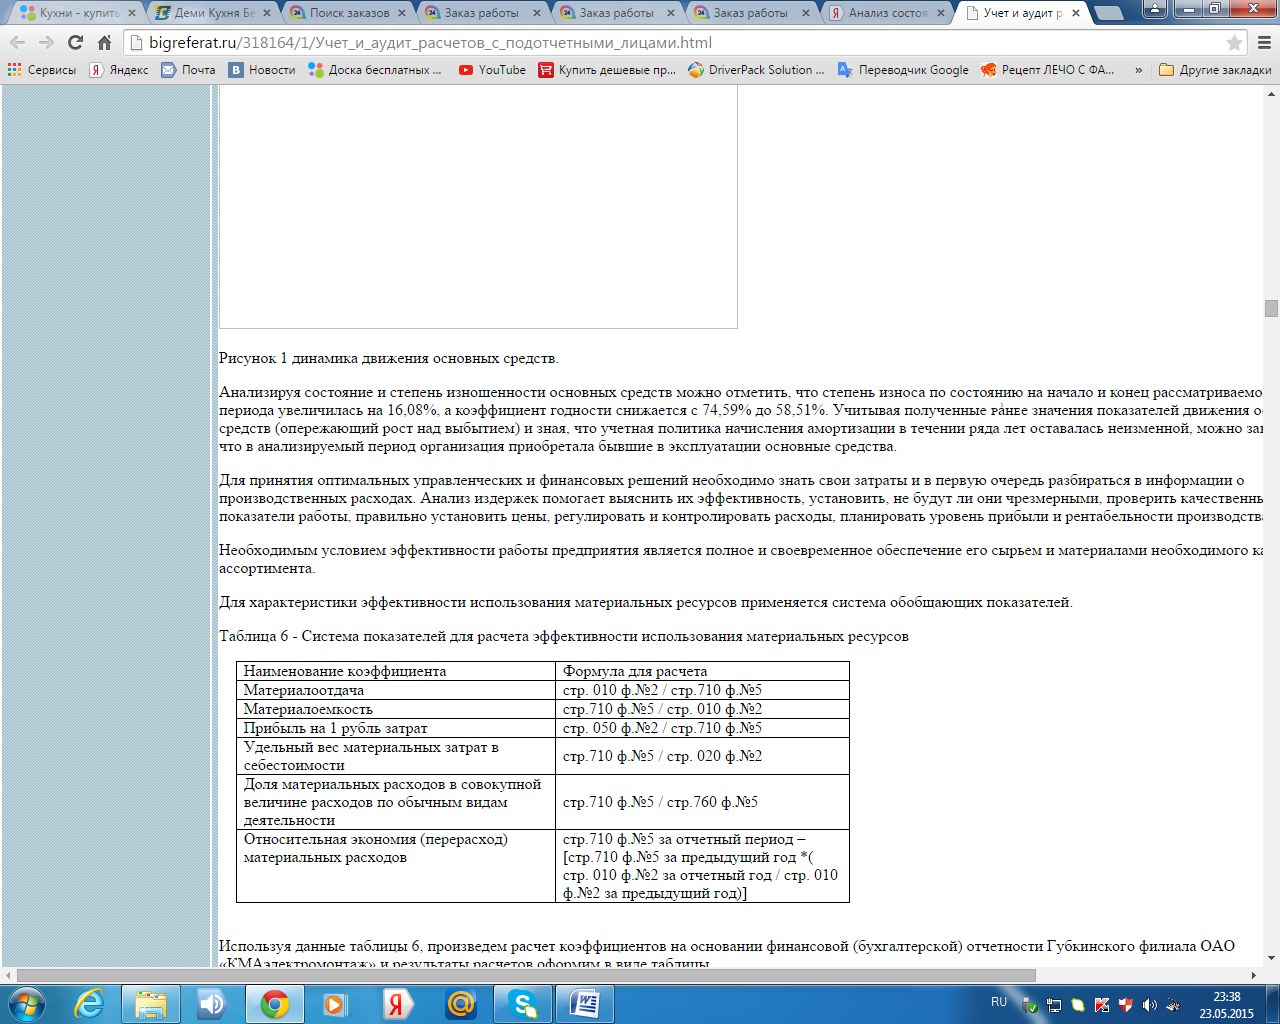 Кухни - купить
Деми Кухня Бе
Поиск заказов
Заказ работы
Заказ работы
Заказ работы
Анализ состоя
Учет и аудит р
bigreferat.ru/318164/1/Учет_и_аудит_расчетов_с_подотчетными_лицами.html
Сервисы
Яндекс
Почта
Новости
Доска бесплатных ...
YouTube
Купить дешевые пр...
DriverPack Solution ...
Переводчик Google
Рецепт ЛЕЧО С ФА...
»
Другие закладки
Рисунок 1 динамика движения основных средств.
Анализируя состояние и степень изношенности основных средств можно отметить, что степень износа по состоянию на начало и конец рассматриваемо
периода увеличилась на 16,08%, а коэффициент годности снижается с 74,59% до 58,51%. Учитывая полученные ранее значения показателей движения о
средств (опережающий рост над выбытием) и зная, что учетная политика начисления амортизации в течении ряда лет оставалась неизменной, можно за
что в анализируемый период организация приобретала бывшие в эксплуатации основные средства.
Для принятия оптимальных управленческих и финансовых решений необходимо знать свои затраты и в первую очередь разбираться в информации о
производственных расходах. Анализ издержек помогает выяснить их эффективность, установить, не будут ли они чрезмерными, проверить качественны
показатели работы, правильно установить цены, регулировать и контролировать расходы, планировать уровень прибыли и рентабельности производств
Необходимым условием эффективности работы предприятия является полное и своевременное обеспечение его сырьем и материалами необходимого ка
ассортимента.
Для характеристики эффективности использования материальных ресурсов применяется система обобщающих показателей.
Таблица 6 - Система показателей для расчета эффективности использования материальных ресурсов
Наименование коэффициента
Формула для расчета
Материалоотдача
стр. 010 ф.№2 / стр.710 ф.№5
Материалоемкость
стр.710 ф.№5 / стр. 010 ф.№2
Прибыль на 1 рубль затрат
стр. 050 ф.№2 / стр.710 ф.№5
Удельный вес материальных затрат в
себестоимости
стр.710 ф.№5 / стр. 020 ф.№2
Доля материальных расходов в совокупной
величине расходов по обычным видам
деятельности
стр.710 ф.№5 / стр.760 ф.№5
Относительная экономия (перерасход)
материальных расходов
стр.710 ф.№5 за отчетный период –
[стр.710 ф.№5 за предыдущий год *(
стр. 010 ф.№2 за отчетный год / стр. 010
ф.№2 за предыдущий год)]
Используя данные таблицы 6, произведем расчет коэффициентов на основании финансовой (бухгалтерской) отчетности Губкинского филиала ОАО
«КМАэлектромонтаж» и результаты расчетов оформим в виде таблицы
RU
23:38
23.05.2015